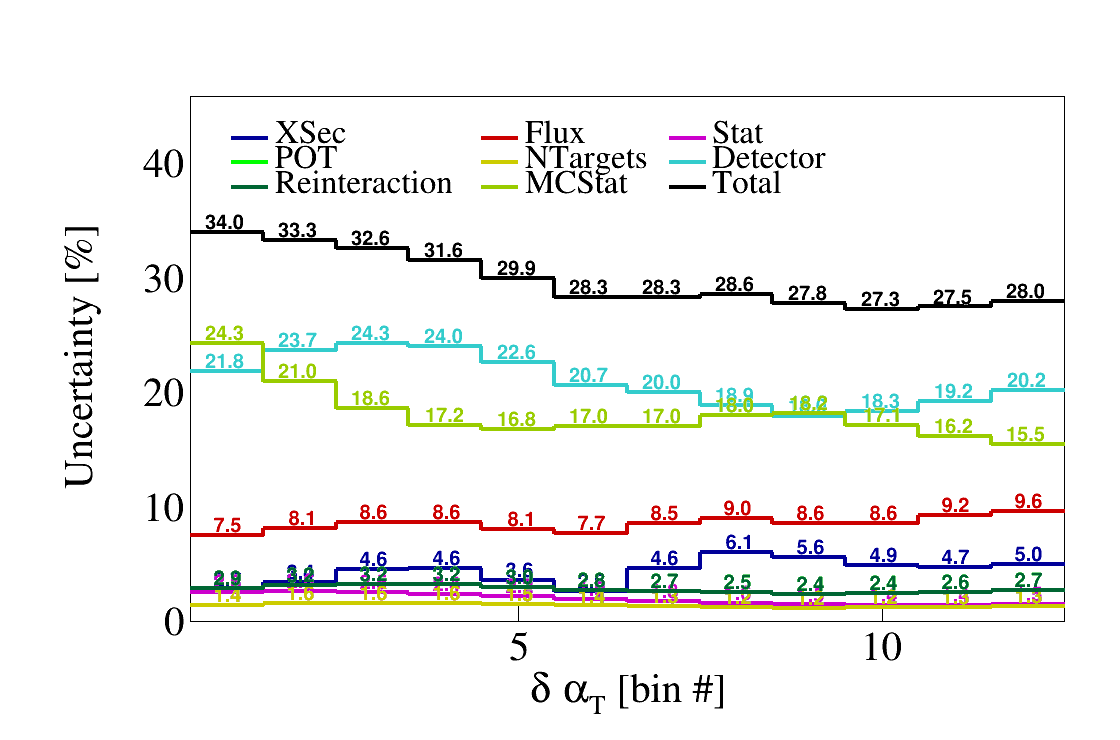 XSec Flux Stat
POT NTargets Detector
Reinteraction MCStat Total
Uncertainty [%]
40
30
20
10
0
34.0 33.3 32.6 31.6 29.9 28.3 28.3 28.6 27.8 27.3 27.5 28.0
21.8 23.7 24.3 24.0 22.6 20.7 20.0 18.9 18.3 19.2 20.2
24.3 21.0 18.6 17.2 16.8 17.0 17.0 18.0 18.2 17.1 16.2 15.5
7.5 8.1 8.6 8.6 8.1 7.7 8.5 9.0 8.6 8.6 9.2 9.6
3.4 4.6 4.6 3.6 4.6 6.1 5.6 4.9 4.7 5.0
2.7 2.5 2.4 2.4 2.6 2.7
5 10
δ α_T [bin #]